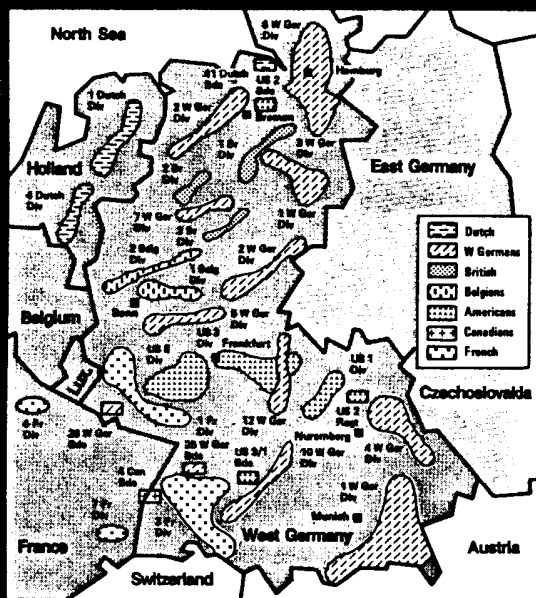 North Sea
6 W Ger
Div
41 Dutch
Bde
US 2
Bde
Hamburg
1 Dutch
Div
2 W Ger
Div
Bremen
1 Br
Div
3 W Ger
Div
East Germany
Holland
2 Br
Div
4 Dutch
Div
7 W Ger
Div
1 W Ger
Div
Div
2 Belg
Div
1 Belg
Div
2 W Ger
Div
Dutch
W Germans
British
Belgians
Americans
Canadians
French
Belgium
Bonn
5 W Ger
Div
US 3
Div
Frankfurt
US 8
Div
US 1
Div
Czechoslovakia
LUX.
Fr
Div
26 W Ger
Bde
1 Fr
Div
12 W Ger
Div
US 2
Regt
Nuremberg
4 W Ger
Div
28 W Ger
Bde
10 W Ger
Div
4 Can
Bde
US 3/1
Bde
1 W Ger
Div
Munich
Fr
Div
3 Fr
Div
West Germany
France
Switzerland
Austria